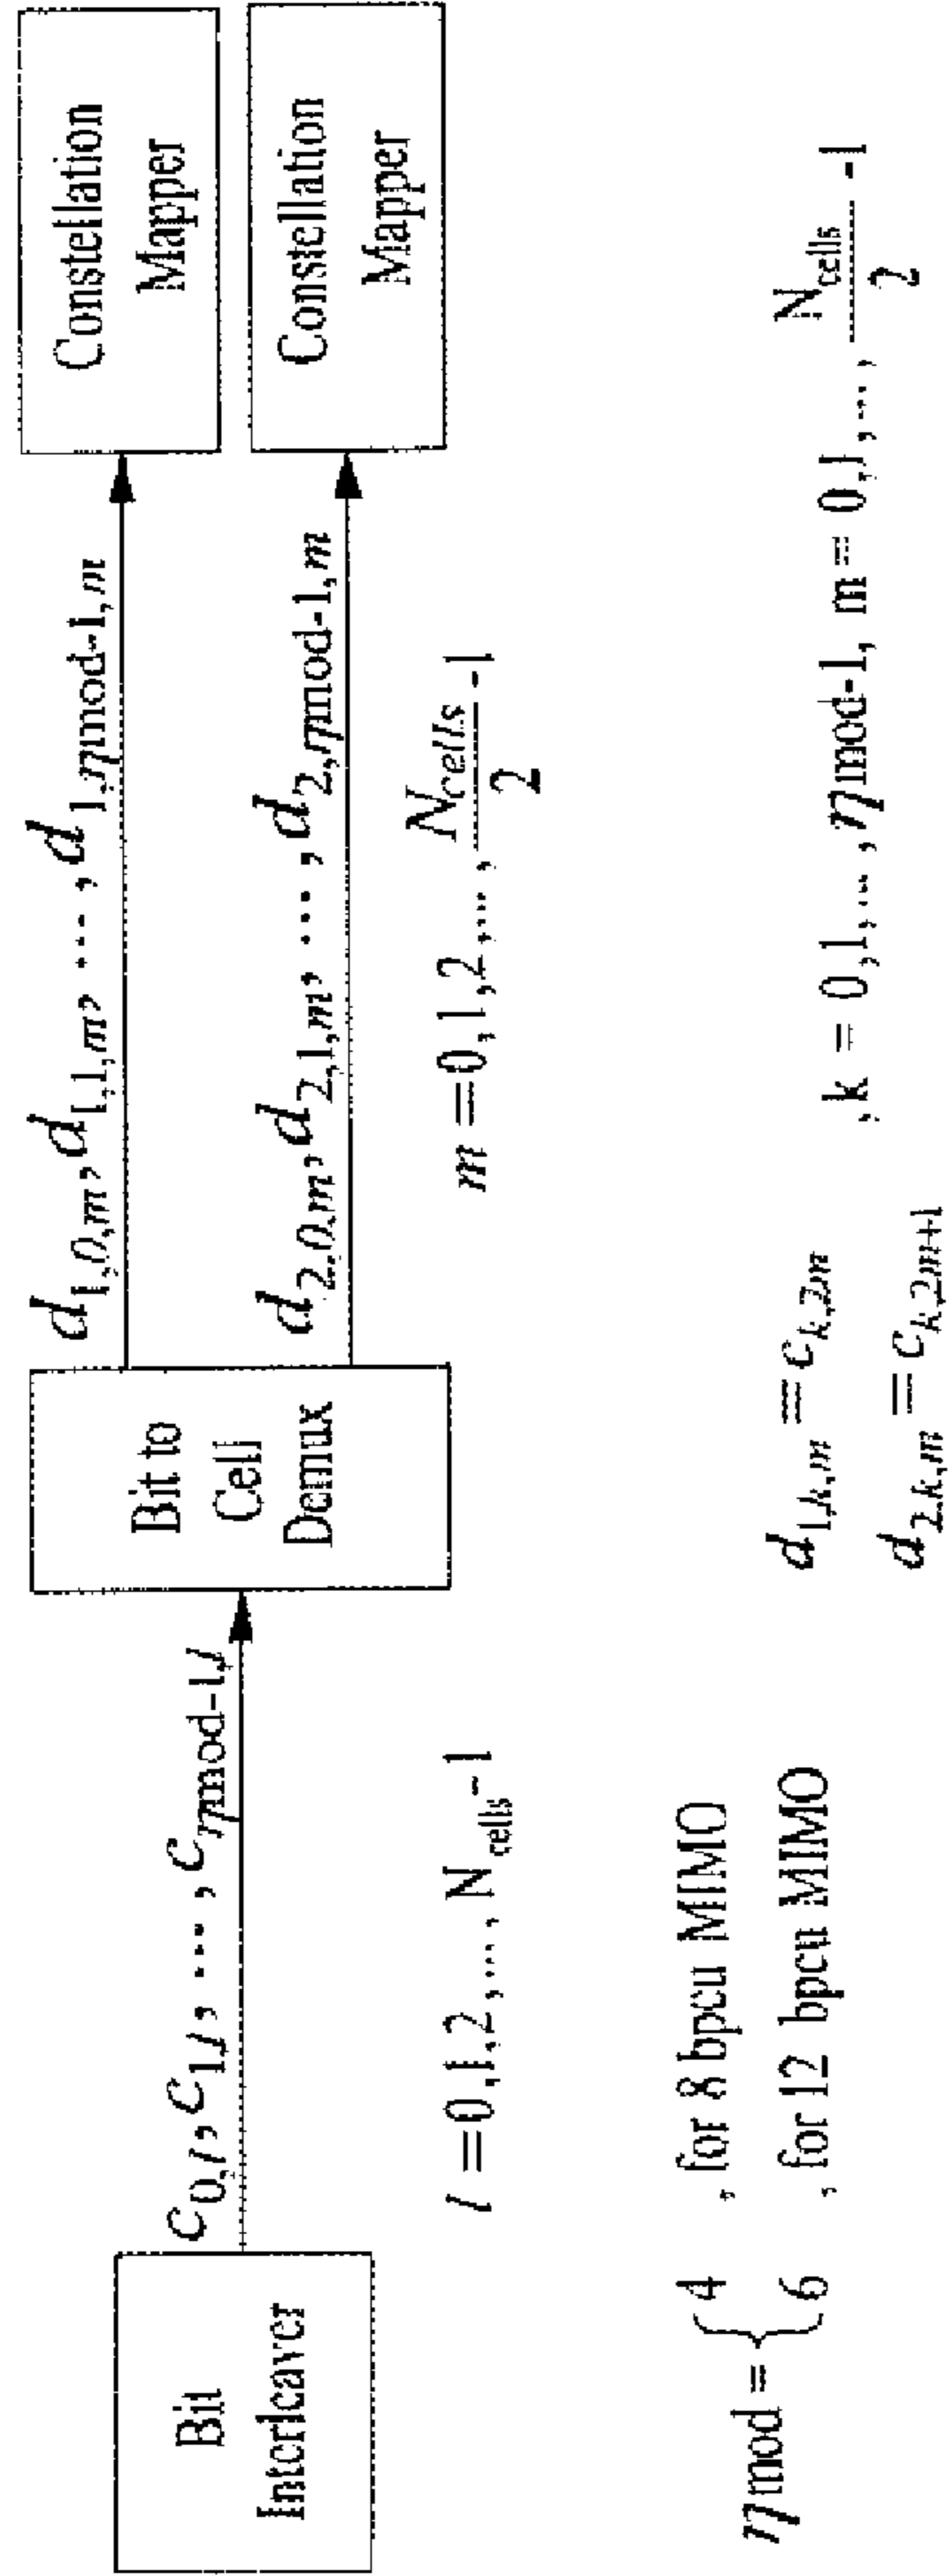 Bit
Interleaver
c0,l, c1,l, ..., cηmod-1,l
l = 0,1,2,..., Ncells-1
Bit to
Cell
Demux
d1,0,m, d1,1,m, ..., d1,ηmod-1,m
d2,0,m, d2,1,m, ..., d2,ηmod-1,m
m = 0,1,2,..., Ncells/2 -1
Constellation
Mapper
Constellation
Mapper
ηmod = { 4 , for 8 bpcu MIMO
6 , for 12 bpcu MIMO
d1,k,m = ck,2m
d2,k,m = ck,2m+1
,k = 0,1,..., ηmod-1, m = 0,1,..., Ncells/2 -1